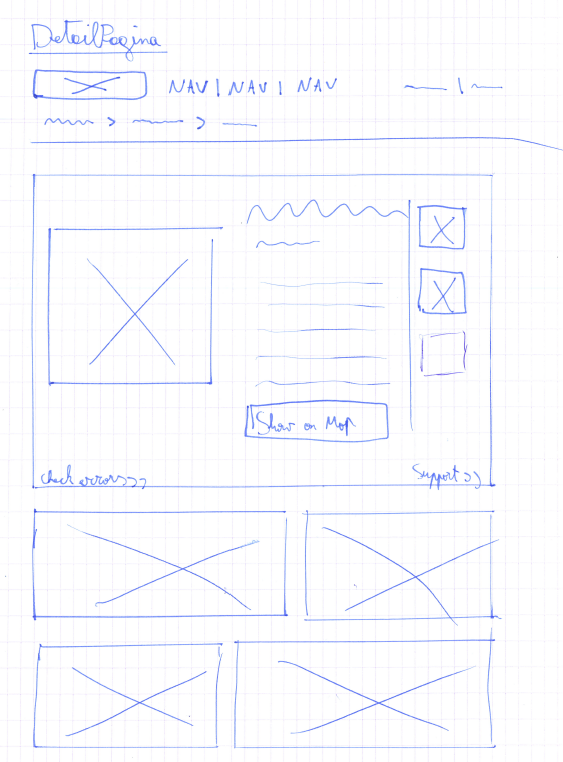 DetailPagina
NAV | NAV | NAV
Show on Map
check errors >>
Support >>